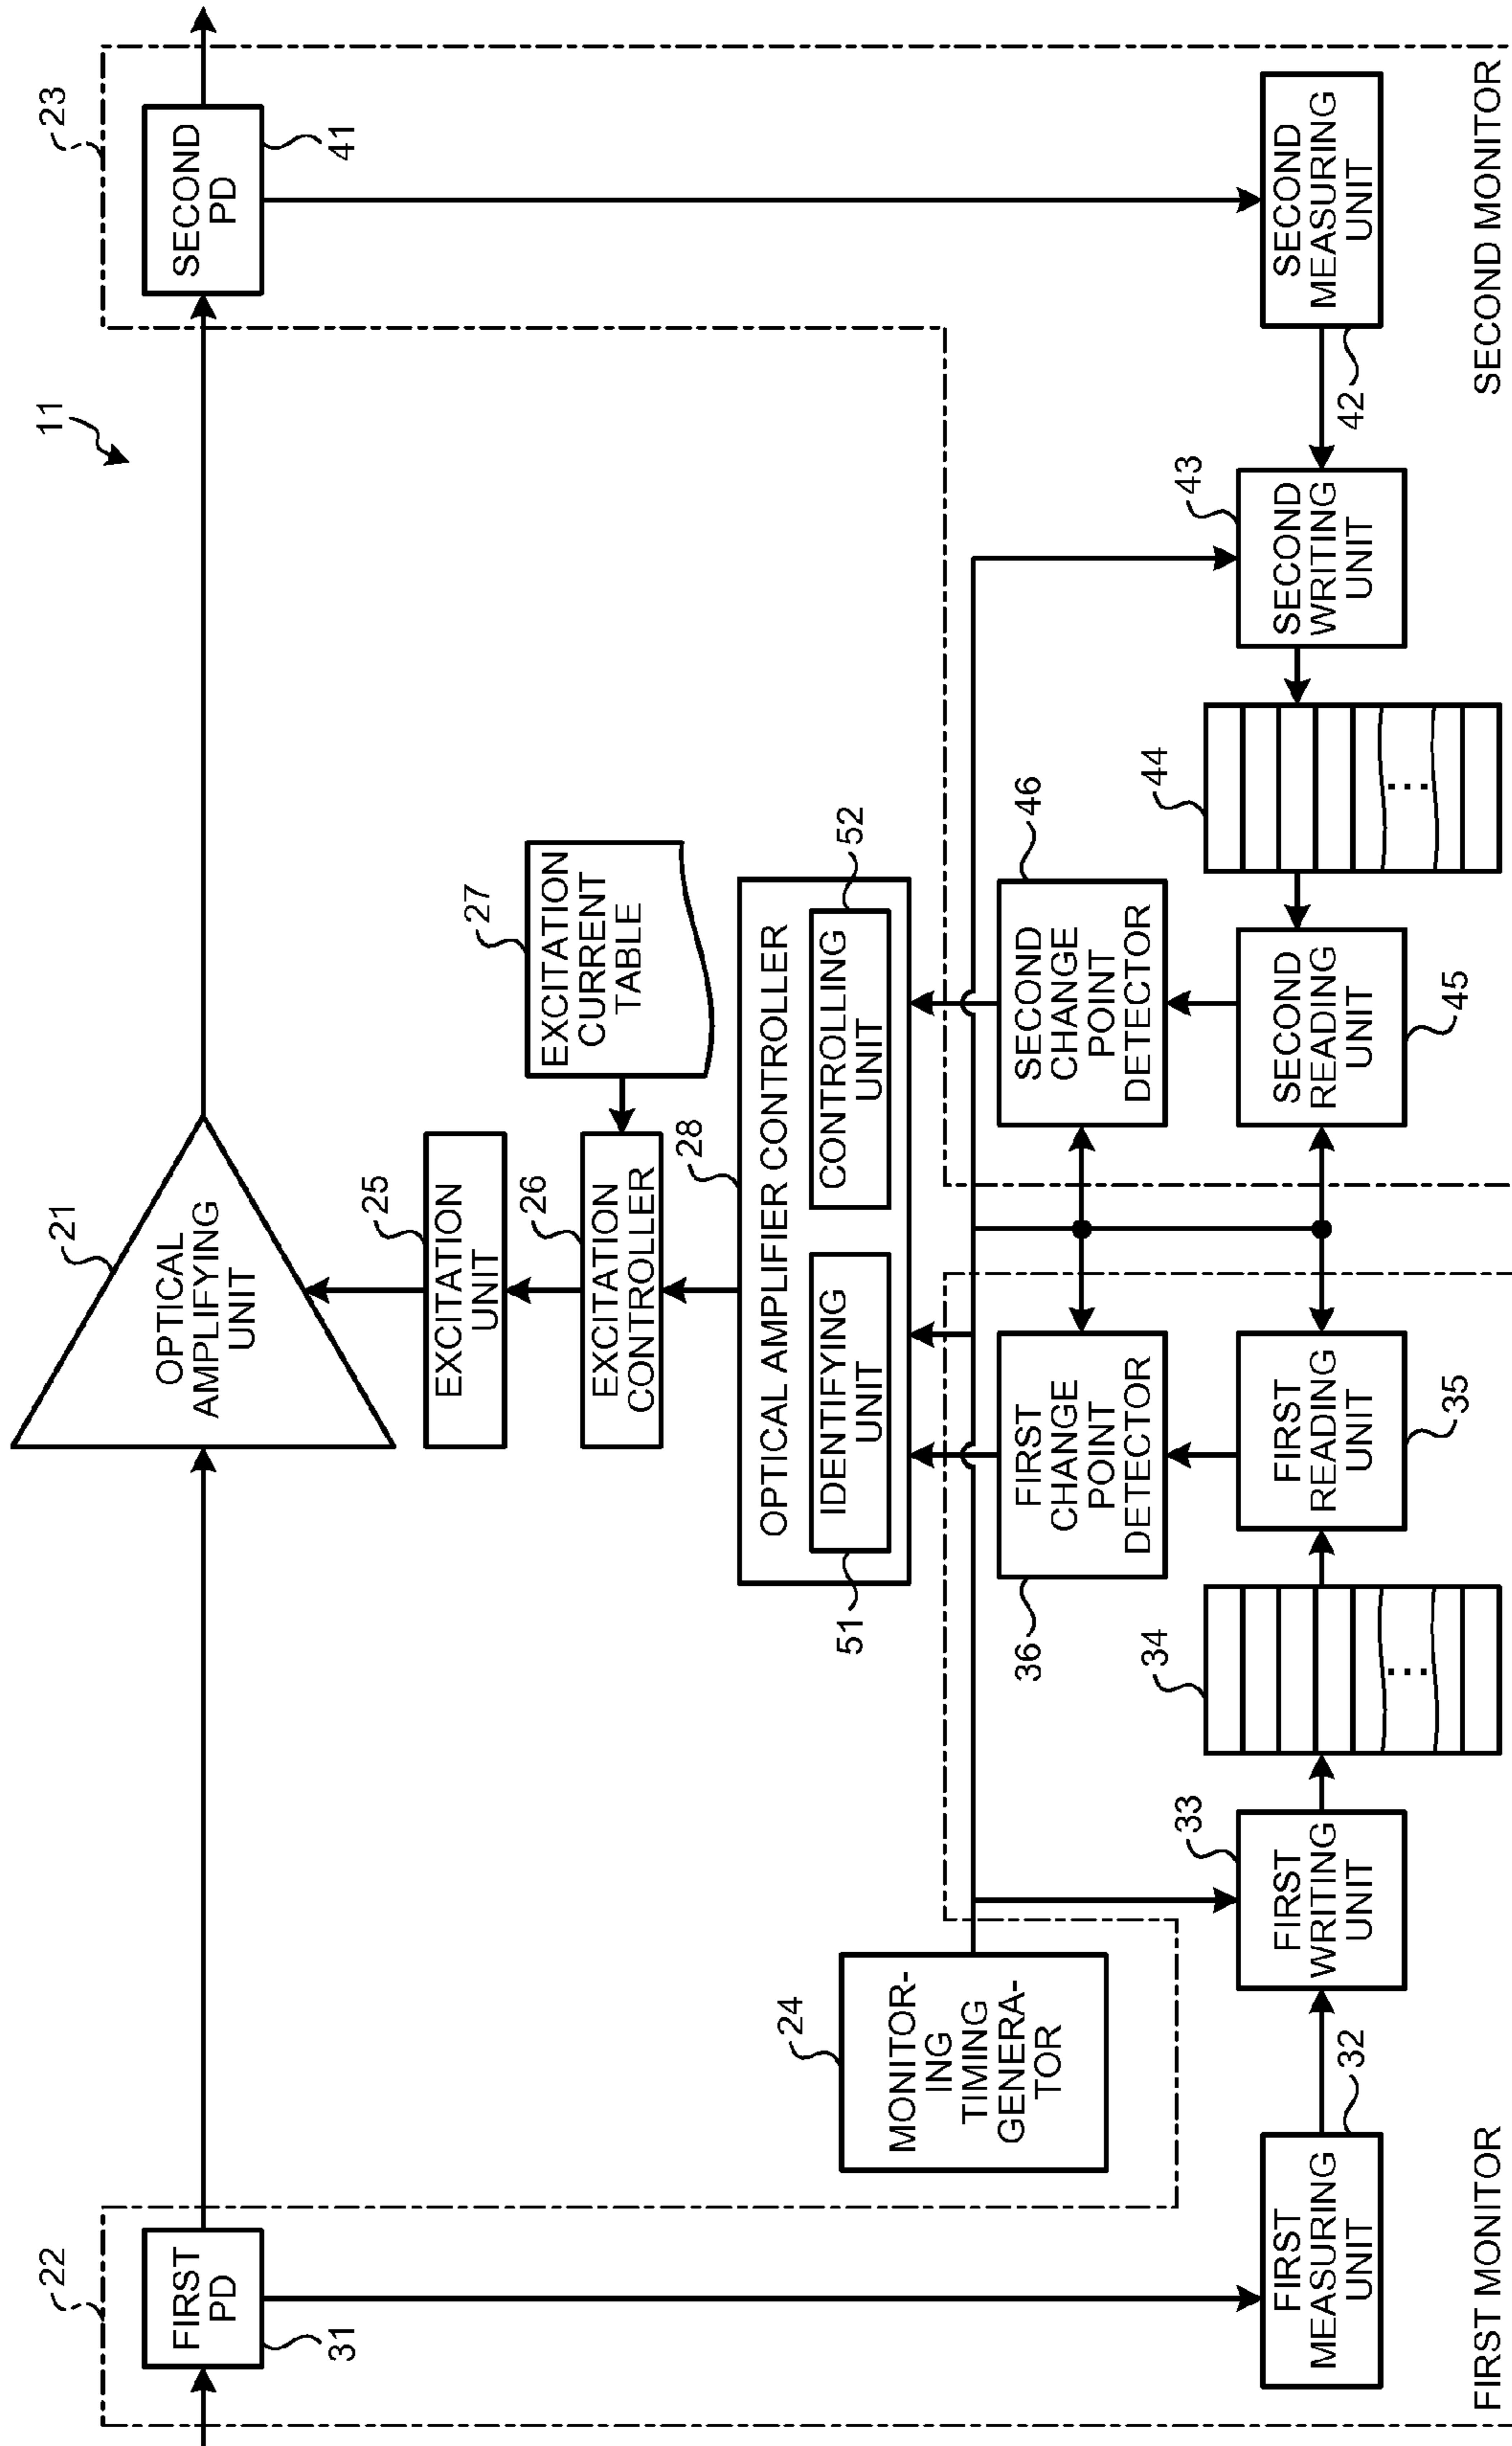 11
22
FIRST
PD
31
21
OPTICAL
AMPLIFYING
UNIT
23
SECOND
PD
41
25
EXCITATION
UNIT
26
EXCITATION
CONTROLLER
27
EXCITATION
CURRENT
TABLE
28
OPTICAL AMPLIFIER CONTROLLER
51
IDENTIFYING
UNIT
52
CONTROLLING
UNIT
24
MONITOR-
ING
TIMING
GENERA-
TOR
36
FIRST
CHANGE
POINT
DETECTOR
46
SECOND
CHANGE
POINT
DETECTOR
32
FIRST
MEASURING
UNIT
33
FIRST
WRITING
UNIT
34
...
35
FIRST
READING
UNIT
45
SECOND
READING
UNIT
44
...
43
SECOND
WRITING
UNIT
42
SECOND
MEASURING
UNIT
FIRST MONITOR
SECOND MONITOR